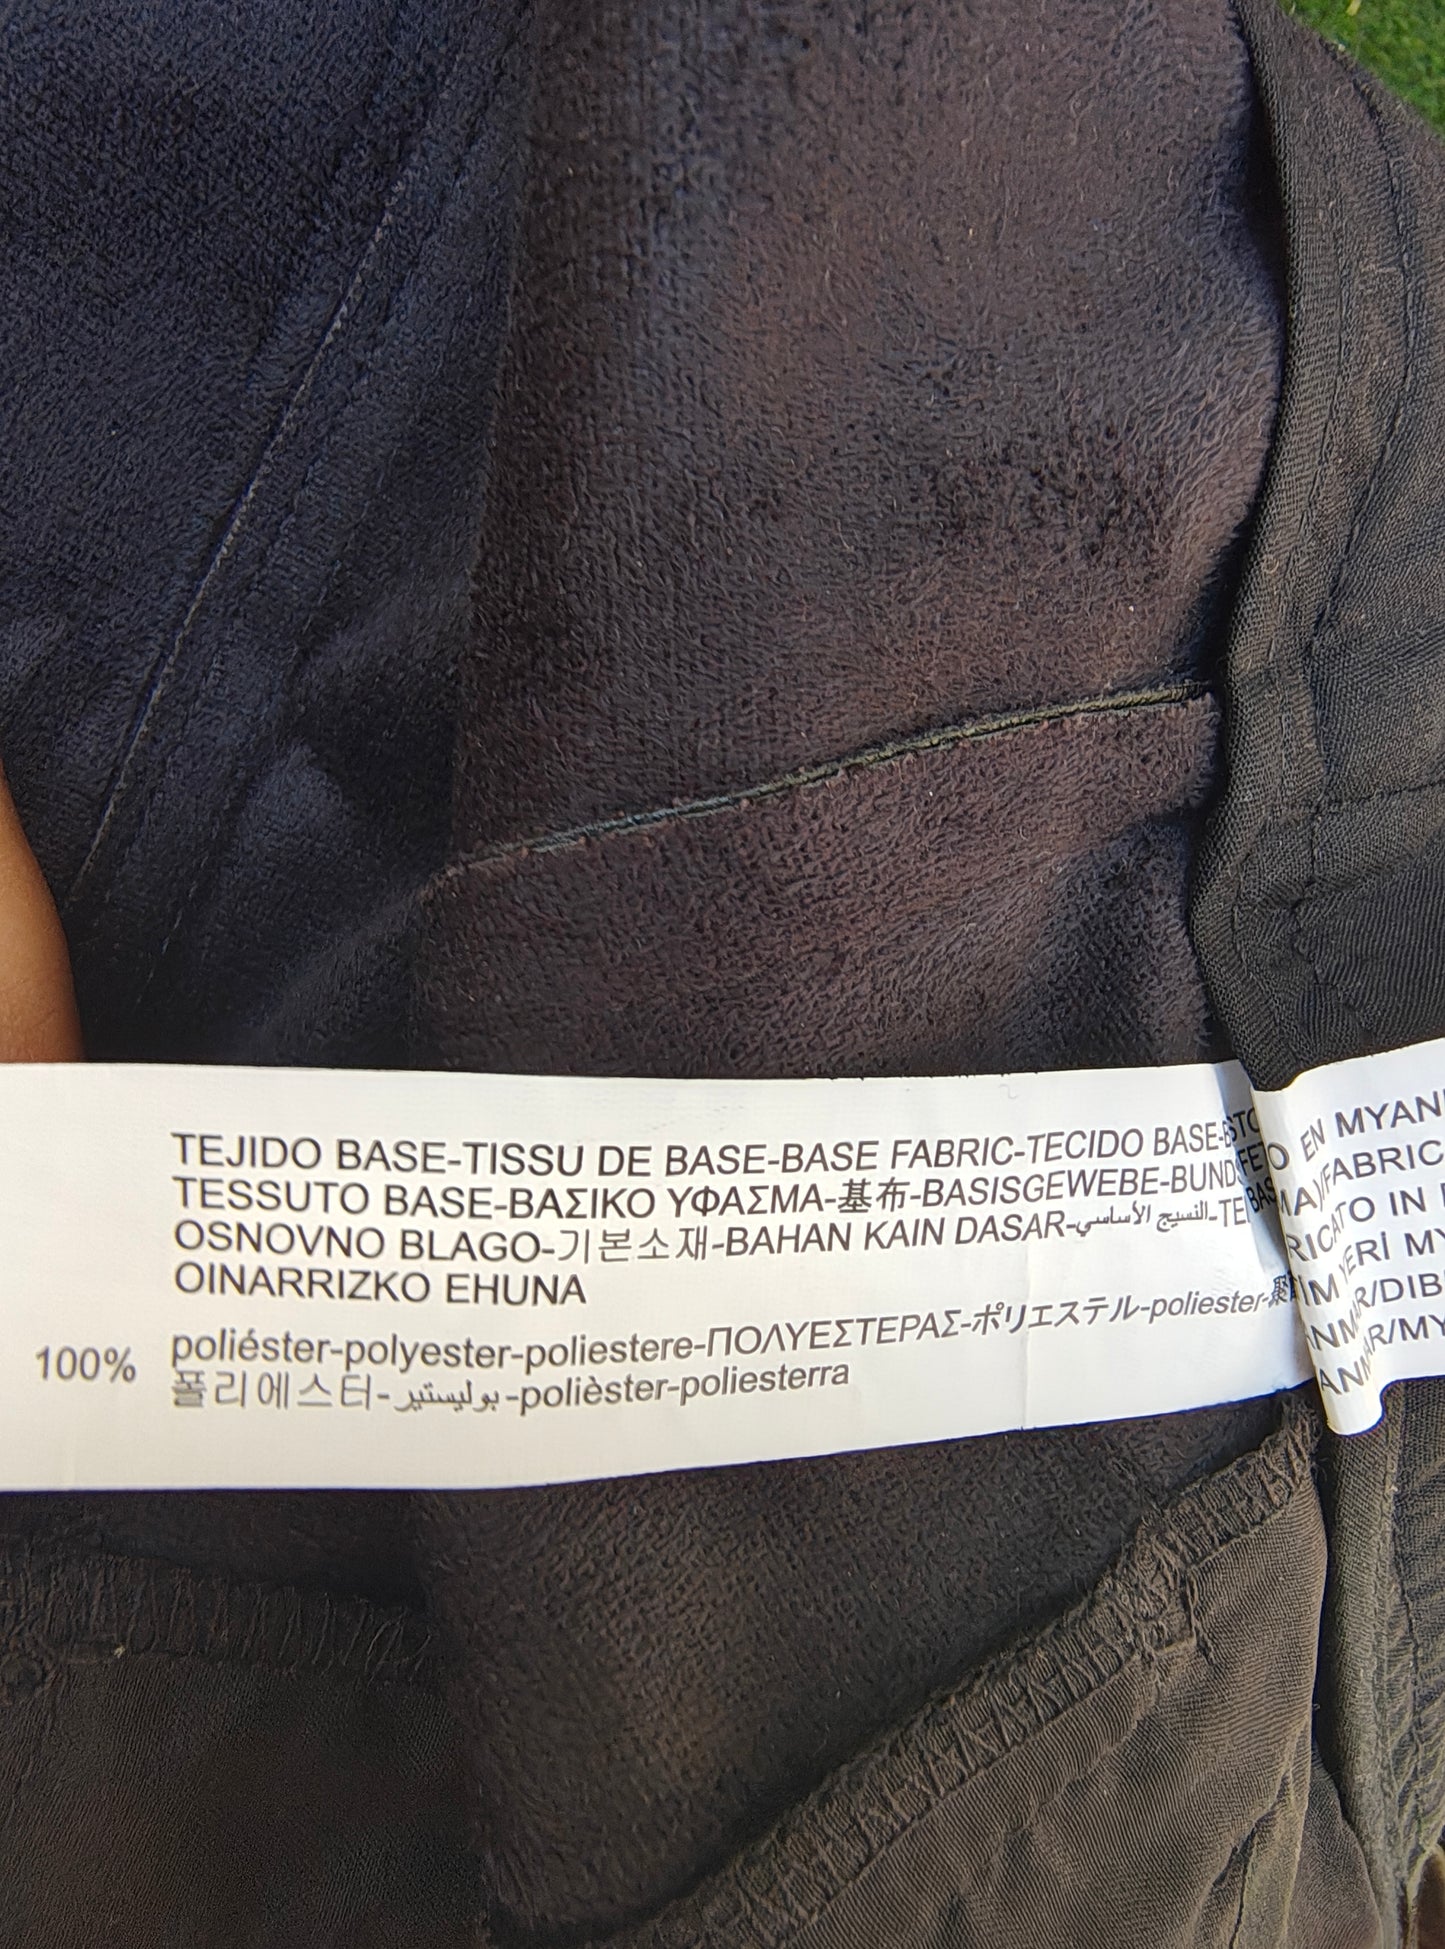 TEJIDO BASE-TISSU DE BASE-BASE FABRIC-TECIDO BASE-
TESSUTO BASE-ΒΑΣΙΚΟ ΥΦΑΣΜΑ-基布-BASISGEWEBE-
OSNOVNO BLAGO-기본소재-BAHAN KAIN DASAR-النسيج الأساسي-
OINARRIZKO EHUNA
100% poliéster-polyester-poliestere-ΠΟΛΥΕΣΤΕΡΑΣ-ポリエステル-poliester-
폴리에스터-بوليستير-polièster-poliesterra
EN
IN